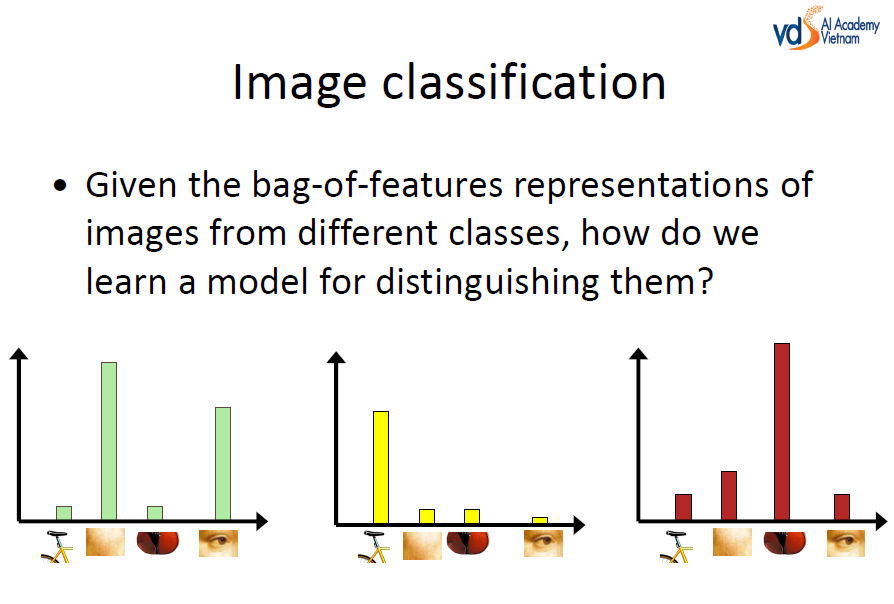 vdS AI Academy
Vietnam
Image classification
• Given the bag-of-features representations of
images from different classes, how do we
learn a model for distinguishing them?